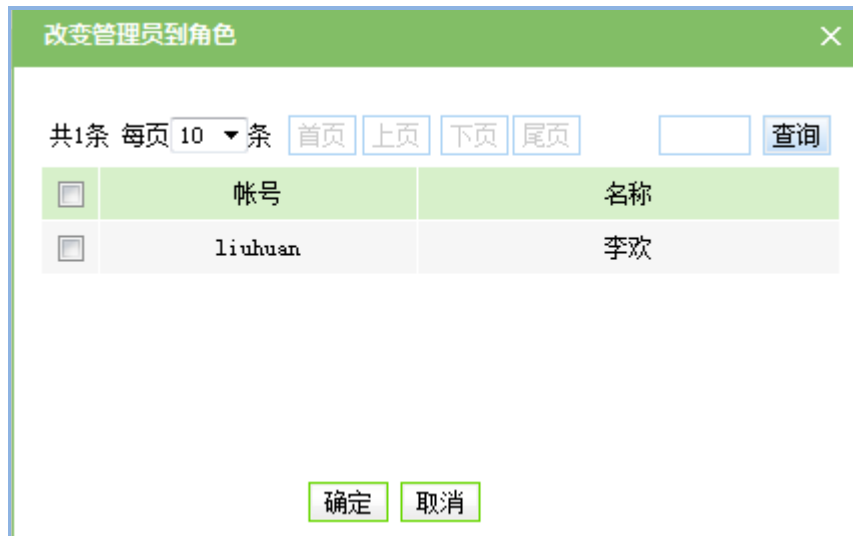 改变管理员到角色
共1条 每页 10 条 首页 上页 下页 尾页 查询
帐号 名称
liuhuan 李欢
确定 取消